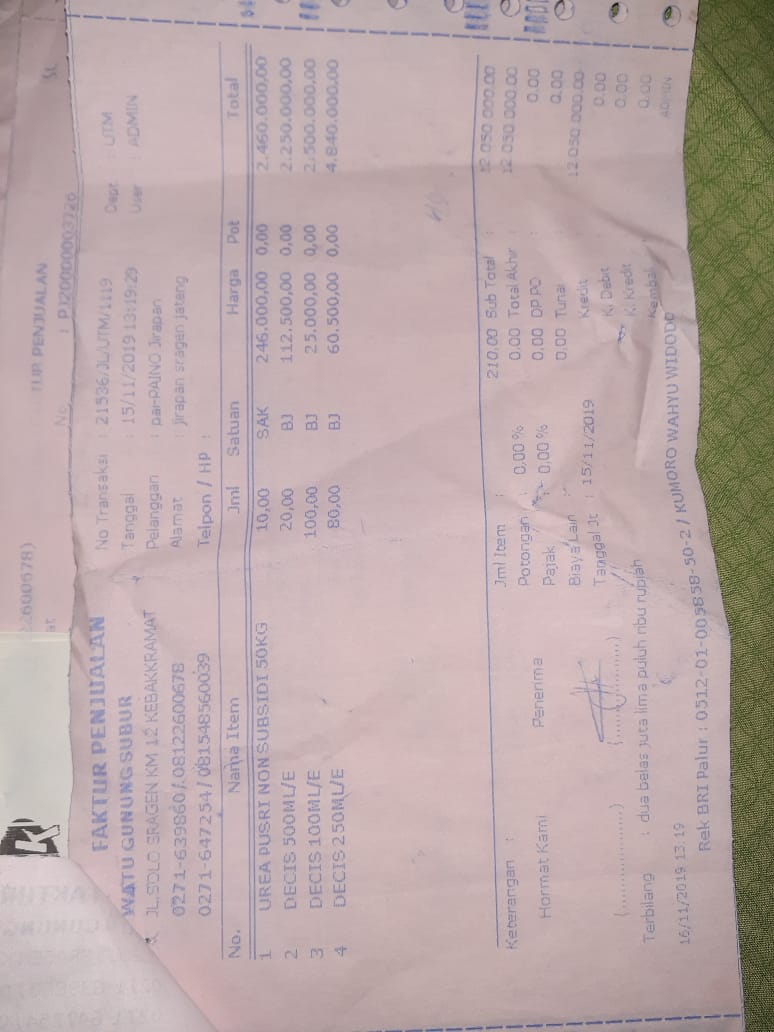 k
22600678)
at
TUR PENJUALAN
SL
No : PJ20000003726
FAKTUR PENJUALAN
WATU GUNUNG SUBUR
JL.SOLO SRAGEN KM 12 KEBAKKRAMAT
0271-639860/.08122600678
0271-647254/081548560039
No Transaksi : 21536/JL/UTM/1119
Tanggal : 15/11/2019 13:19:29
Pelanggan : par-PAINO Jirapan
Alamat : jirapan sragen jateng
Telpon / HP :
Dept : UTM
User : ADMIN
No. Nama Item Jml Satuan Harga Pot Total
1 UREA PUSRI NON SUBSIDI 50KG 10,00 SAK 246.000,00 0,00 2.460.000,00
2 DECIS 500ML/E 20,00 BJ 112.500,00 0,00 2.250.000,00
3 DECIS 100ML/E 100,00 BJ 25.000,00 0,00 2.500.000,00
4 DECIS 250ML/E 80,00 BJ 60.500,00 0,00 4.840.000,00
Keterangan :
Hormat Kami Penerima
(....................) (....................)
Jml Item : 210,00
Potongan : 0,00 % 0,00
Pajak : 0,00 % 0,00
Biaya Lain : 0,00
Tanggal Jt : 15/11/2019
Sub Total : 12.050.000,00
Total Akhir : 12.050.000,00
DP PO : 0,00
Tunai 0,00
Kredit 12.050.000,00
K. Debit 0,00
K. Kredit 0,00
Kembali 0,00
Terbilang : dua belas juta lima puluh ribu rupiah
16/11/2019 13.19
ADMIN
Rek BRI Palur : 0512-01-005858-50-2 / KUMORO WAHYU WIDODO